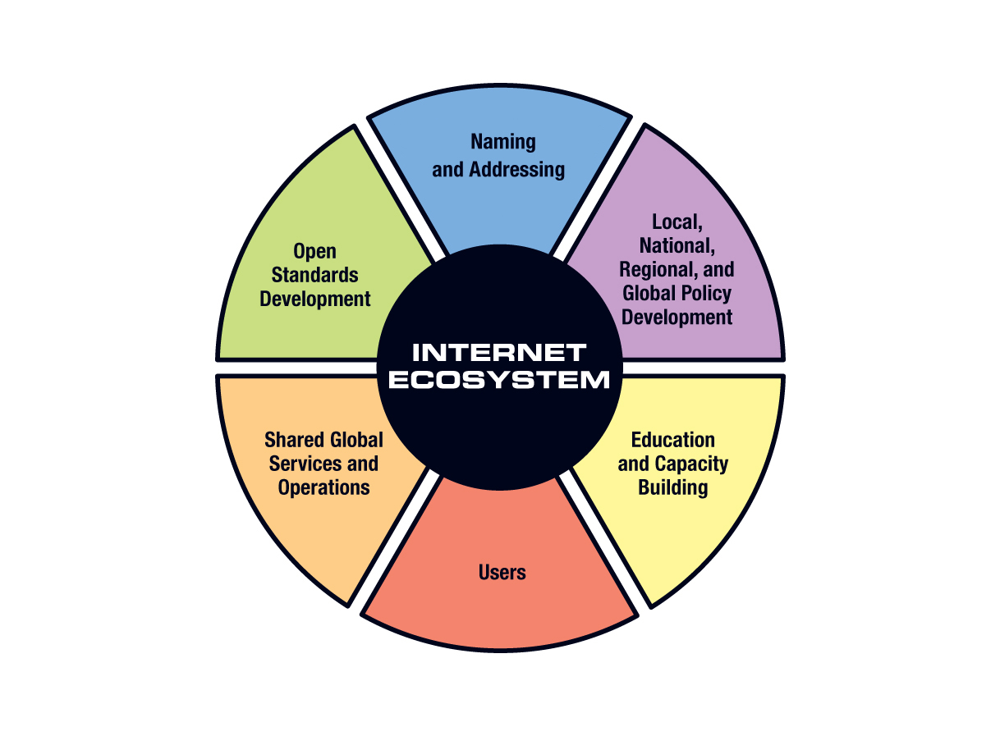 Naming
and Addressing
Local,
National,
Regional, and
Global Policy
Development
Open
Standards
Development
INTERNET
ECOSYSTEM
Shared Global
Services and
Operations
Education
and Capacity
Building
Users